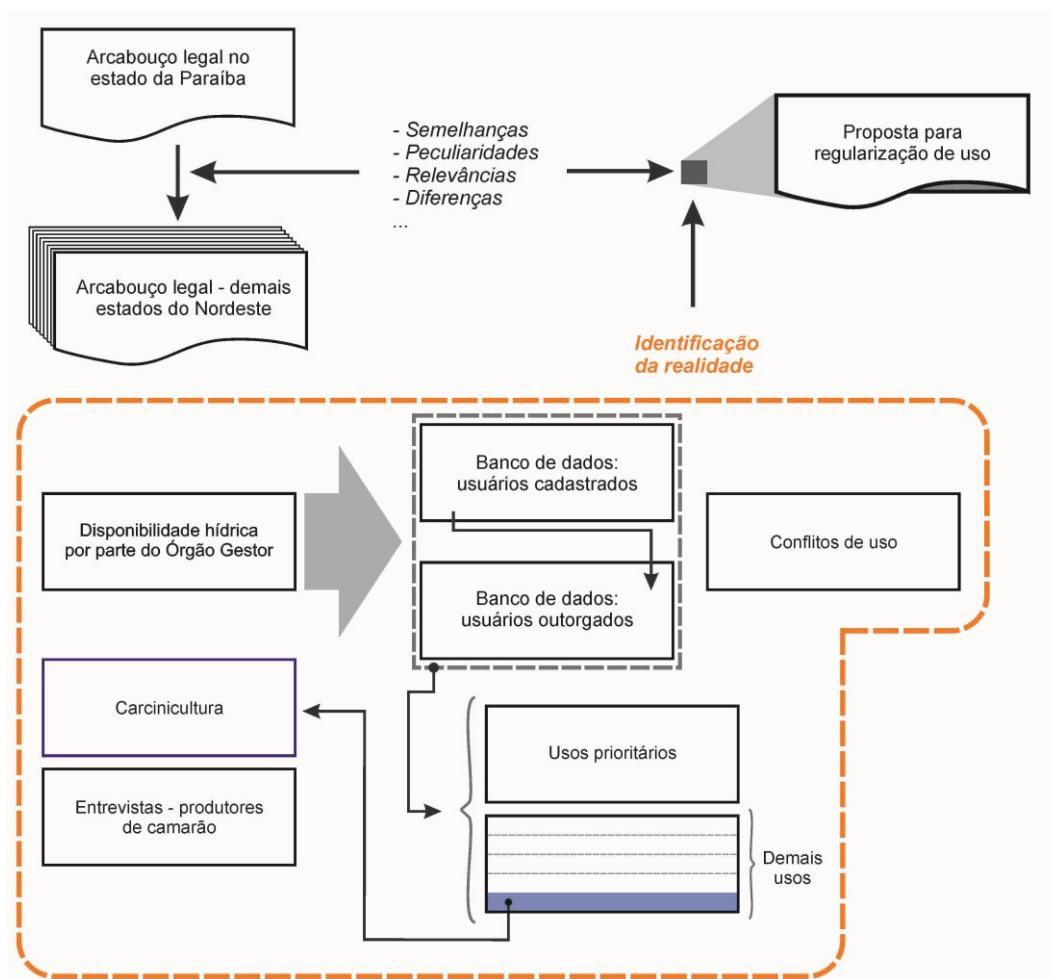 Arcabouço legal no
estado da Paraíba
- Semelhanças
- Peculiaridades
- Relevâncias
- Diferenças
...
Proposta para
regularização de uso
Arcabouço legal - demais
estados do Nordeste
Identificação
da realidade
Disponibilidade hídrica
por parte do Órgão Gestor
Banco de dados:
usuários cadastrados
Banco de dados:
usuários outorgados
Conflitos de uso
Carcinicultura
Entrevistas - produtores
de camarão
Usos prioritários
Demais
usos